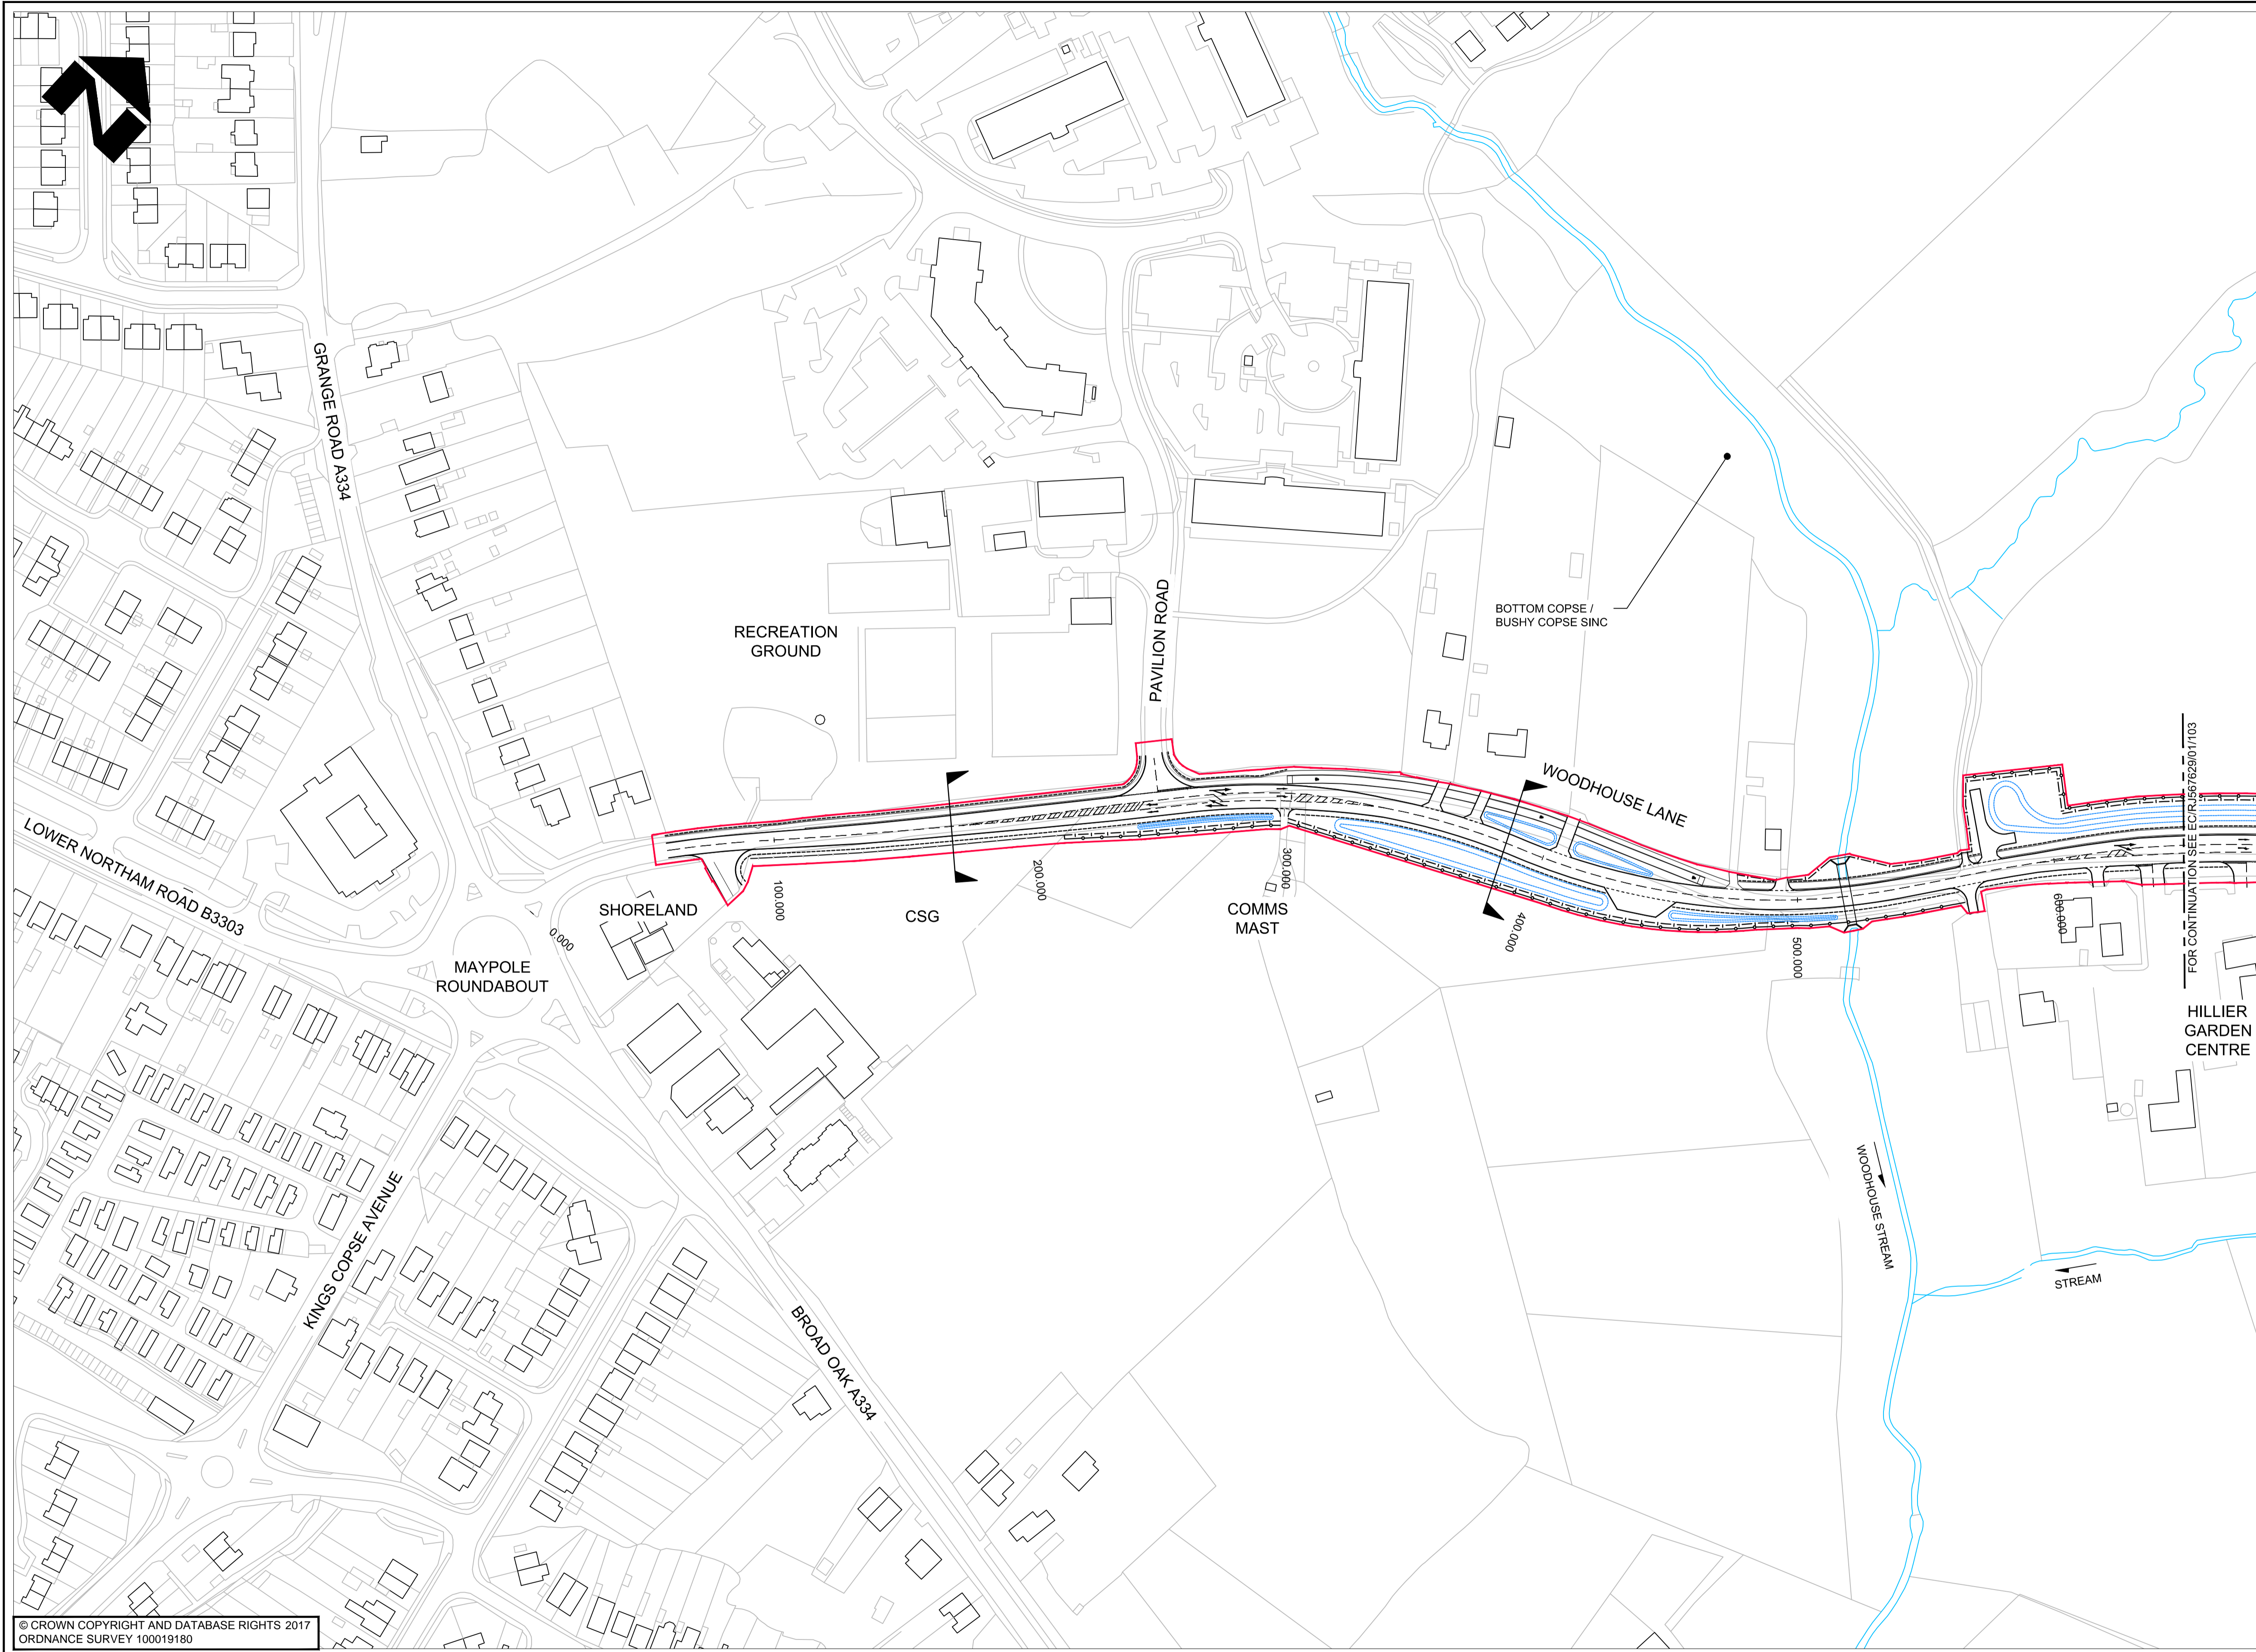 N
GRANGE ROAD A334
RECREATION
GROUND
PAVILION ROAD
BOTTOM COPSE /
BUSHY COPSE SINC
WOODHOUSE LANE
FOR CONTINUATION SEE EC/RJ567629/01/103
LOWER NORTHAM ROAD B3303
SHORELAND
0.000
100.000
CSG
200.000
300.000
COMMS
MAST
400.000
500.000
600.000
MAYPOLE
ROUNDABOUT
HILLIER
GARDEN
CENTRE
KINGS COPSE AVENUE
WOODHOUSE STREAM
STREAM
BROAD OAK A334
© CROWN COPYRIGHT AND DATABASE RIGHTS 2017
ORDNANCE SURVEY 100019180